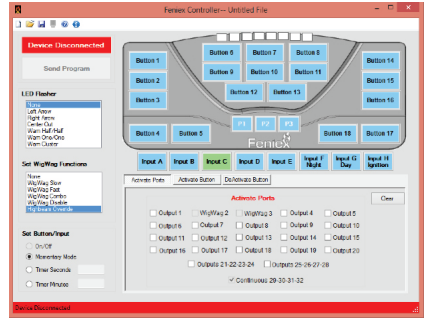 Feniex Controller-- Untitled File
Device Disconnected
Send Program
LED Flasher
None
Left Arrow
Right Arrow
Center Out
Warn Half/Half
Warn One/One
Warn Cluster
Set WigWag Functions
None
WigWag Slow
WigWag Fast
WigWag Combo
WigWag Disable
Highbeam Override
Set Button/Input
On/Off
Momentary Mode
Timer Seconds
Timer Minutes
Button 1
Button 2
Button 3
Button 4
Button 5
Button 6
Button 7
Button 8
Button 9
Button 10
Button 11
Button 12
Button 13
Button 14
Button 15
Button 16
Button 18
Button 17
P1
P2
P3
Feniex
Input A
Input B
Input C
Input D
Input E
Input F Night
Input G Day
Input H Ignition
Activate Ports
Activate Button
DeActivate Button
Activate Ports
Clear
Output 1 WigWag 2 WigWag 3 Output 4 Output 5
Output 6 Output 7 Output 8 Output 9 Output 10
Output 11 Output 12 Output 13 Output 14 Output 15
Output 16 Output 17 Output 18 Output 19 Output 20
Outputs 21-22-23-24 Outputs 25-26-27-28
Continuous 29-30-31-32
Device Disconnected